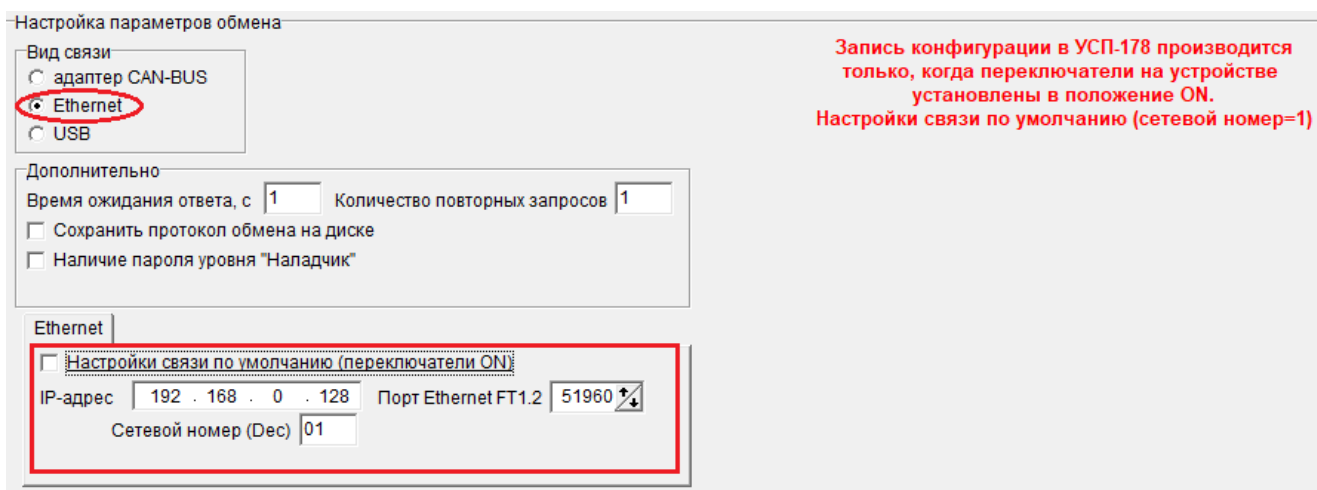 Настройка параметров обмена
Вид связи
адаптер CAN-BUS
Ethernet
USB
Запись конфигурации в УСП-178 производится
только, когда переключатели на устройстве
установлены в положение ON.
Настройки связи по умолчанию (сетевой номер=1)
Дополнительно
Время ожидания ответа, с 1 Количество повторных запросов 1
Сохранить протокол обмена на диске
Наличие пароля уровня "Наладчик"
Ethernet
Настройки связи по умолчанию (переключатели ON)
IP-адрес 192 . 168 . 0 . 128 Порт Ethernet FT1.2 51960
Сетевой номер (Dec) 01